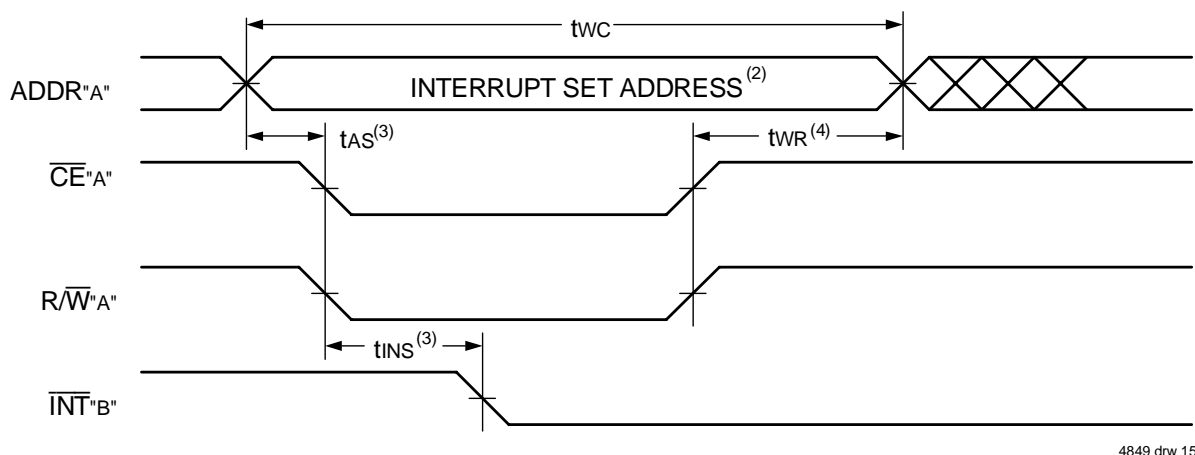 tWC
ADDR"A"
INTERRUPT SET ADDRESS(2)
tAS(3)
tWR(4)
CE"A"
R/W"A"
tINS(3)
INT"B"
4849 drw 15